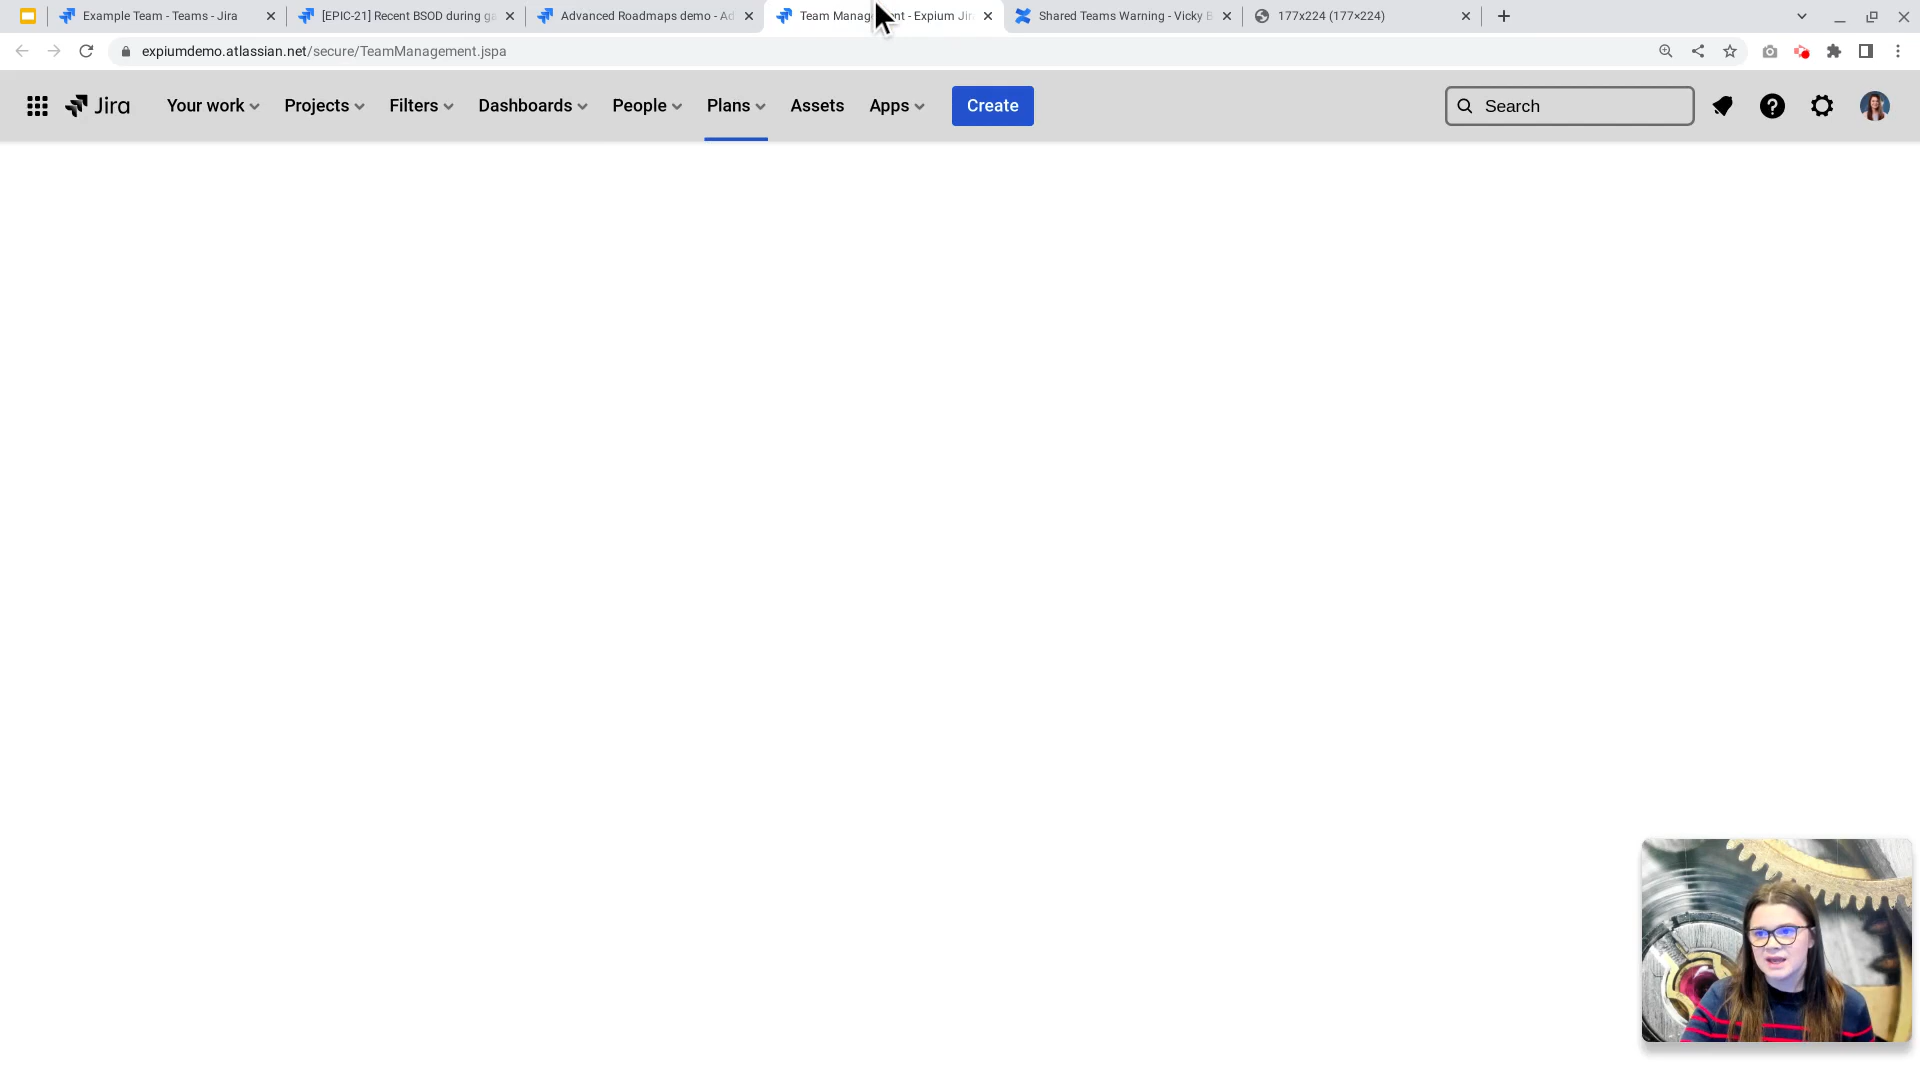 Example Team - Teams - Jira
[EPIC-21] Recent BSOD during ga
Advanced Roadmaps demo - Ad
Team Manag nt - Expium Jir
Shared Teams Warning - Vicky B
177x224 (177×224)
expiumdemo.atlassian.net/secure/TeamManagement.jspa
Jira
Your work
Projects
Filters
Dashboards
People
Plans
Assets
Apps
Create
Search